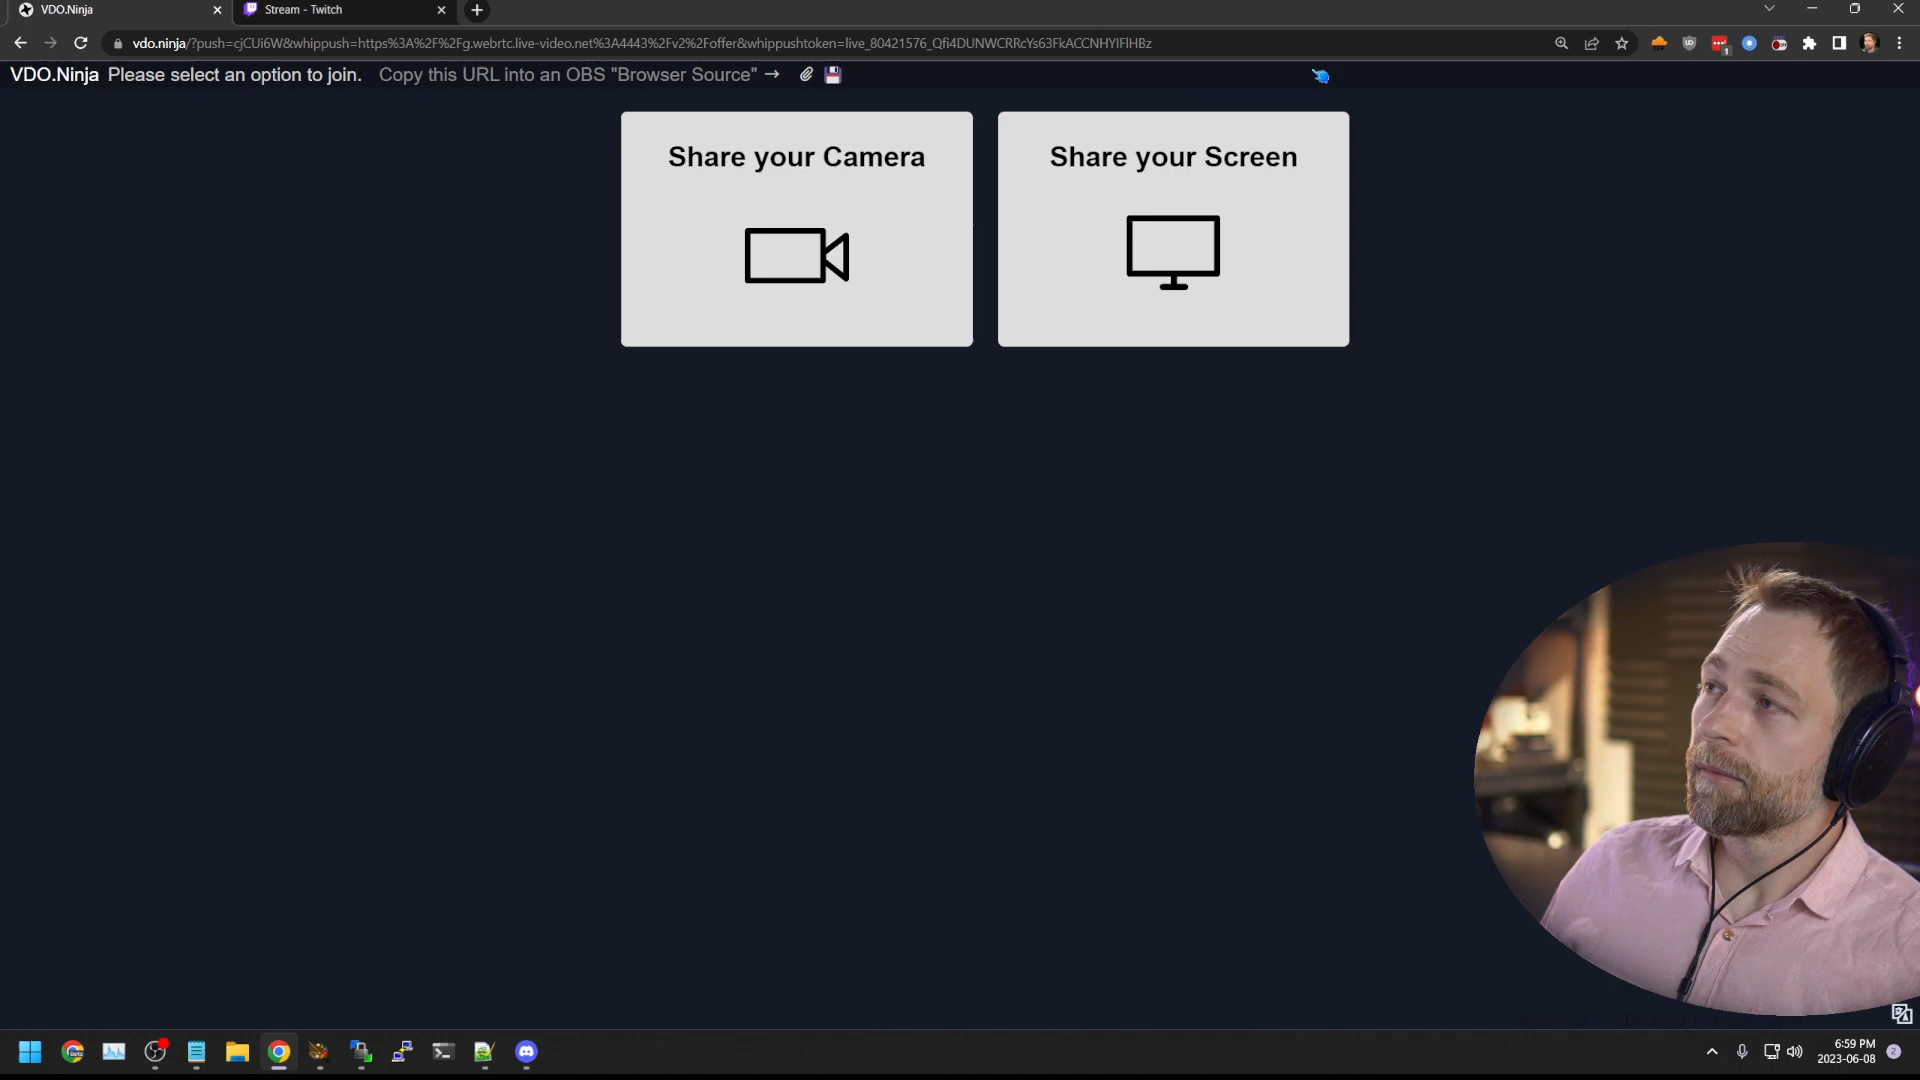 VDO.Ninja
Stream - Twitch
vdo.ninja/?push=cjCUi6W&whippush=https%3A%2F%2Fg.webrtc.live-video.net%3A4443%2Fv2%2Foffer&whippushtoken=
VDO.Ninja Please select an option to join. Copy this URL into an OBS "Browser Source" →
Share your Camera
Share your Screen
6:59 PM
2023-06-08
2